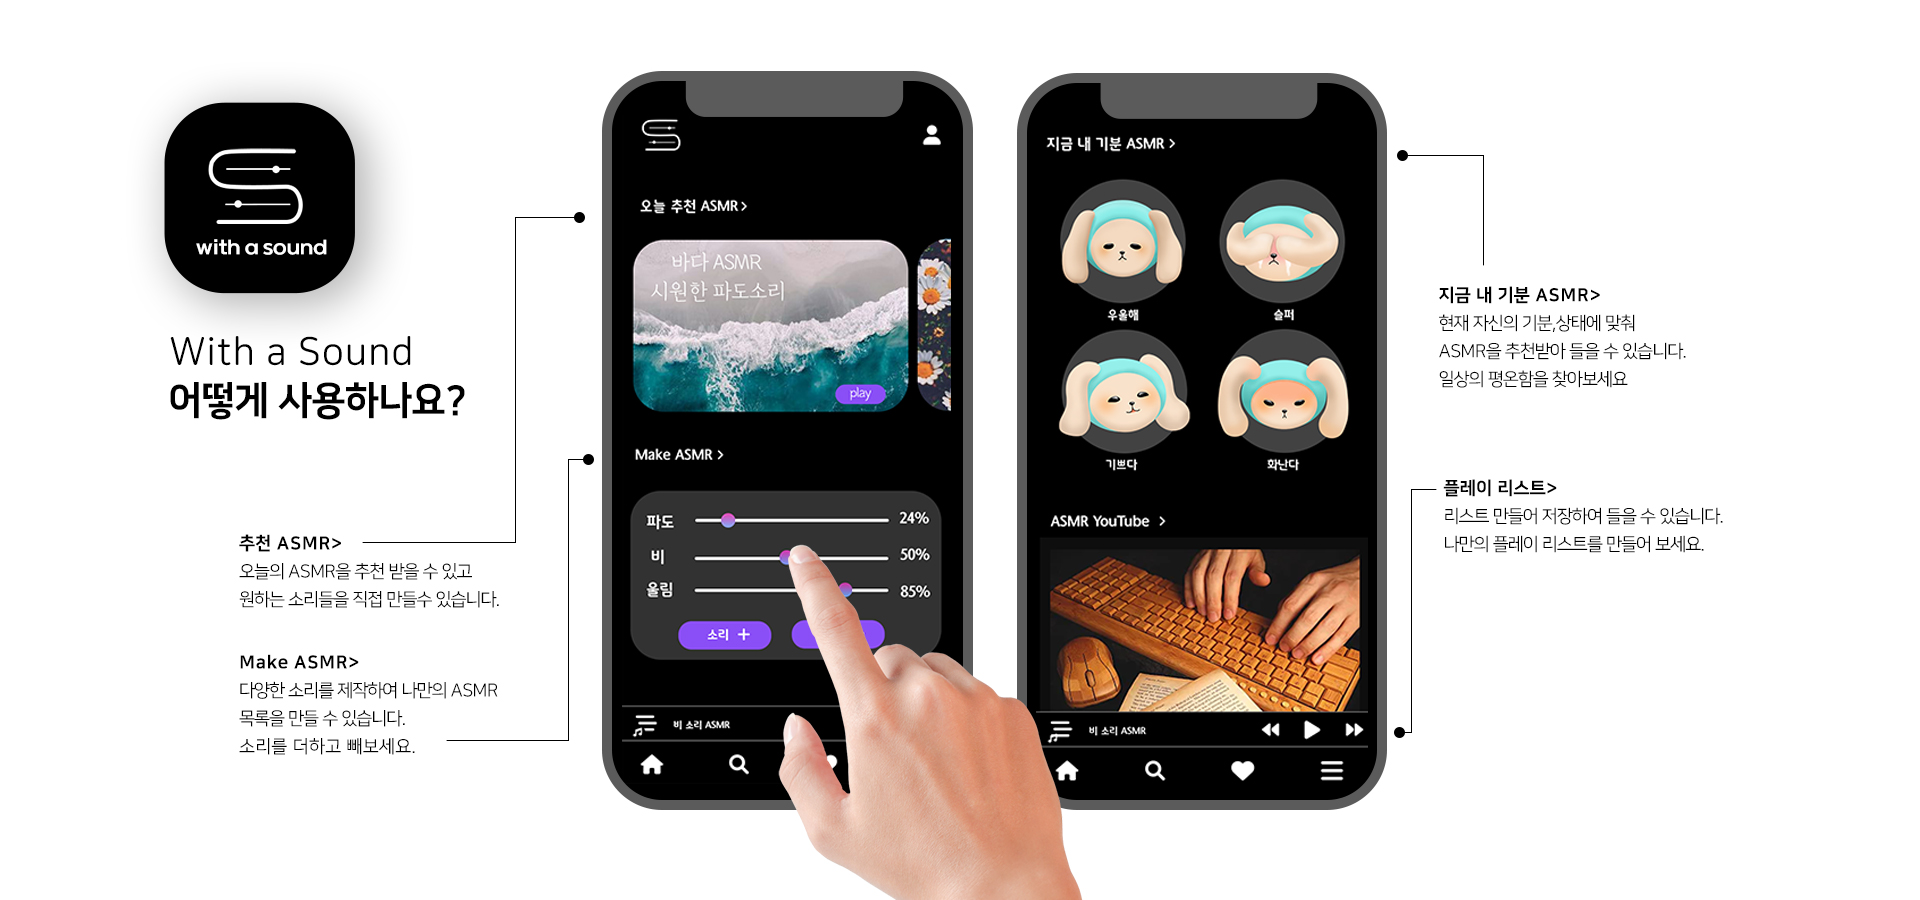 with a sound
With a Sound
어떻게 사용하나요?
추천 ASMR>
오늘의 ASMR을 추천 받을 수 있고
원하는 소리들을 직접 만들수 있습니다.
Make ASMR>
다양한 소리를 제작하여 나만의 ASMR
목록을 만들 수 있습니다.
소리를 더하고 빼보세요.
오늘 추천 ASMR>
바다 ASMR
시원한 파도소리
play
Make ASMR >
파도 24%
비 50%
울림 85%
소리 +
비 소리 ASMR
지금 내 기분 ASMR >
우울해 슬퍼
기쁘다 화난다
ASMR YouTube >
비 소리 ASMR
지금 내 기분 ASMR>
현재 자신의 기분,상태에 맞춰
ASMR을 추천받아 들을 수 있습니다.
일상의 평온함을 찾아보세요
플레이 리스트>
리스트 만들어 저장하여 들을 수 있습니다.
나만의 플레이 리스트를 만들어 보세요.